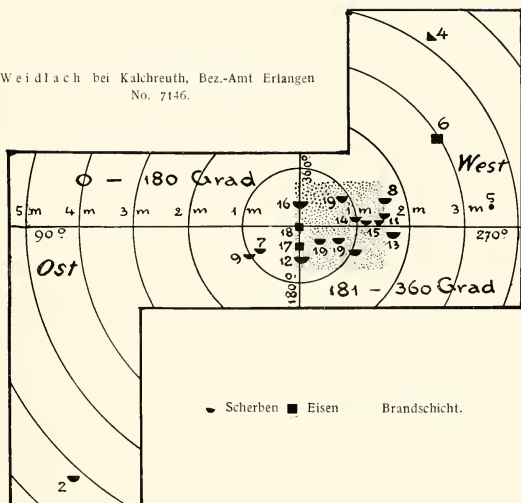 Weidlach bei Kalchreuth, Bez.-Amt Erlangen
No. 7146.
4
6
West
0 – 180 Grad
360°
16 19 8
5 m 4 m 3 m 2 m 1 m 18 14 1 m 15 11 2 m 3 m 5
90° 17 13 270°
Ost 9 7 12 19 19
180° 181 – 360 Grad
Scherben Eisen Brandschicht.
2